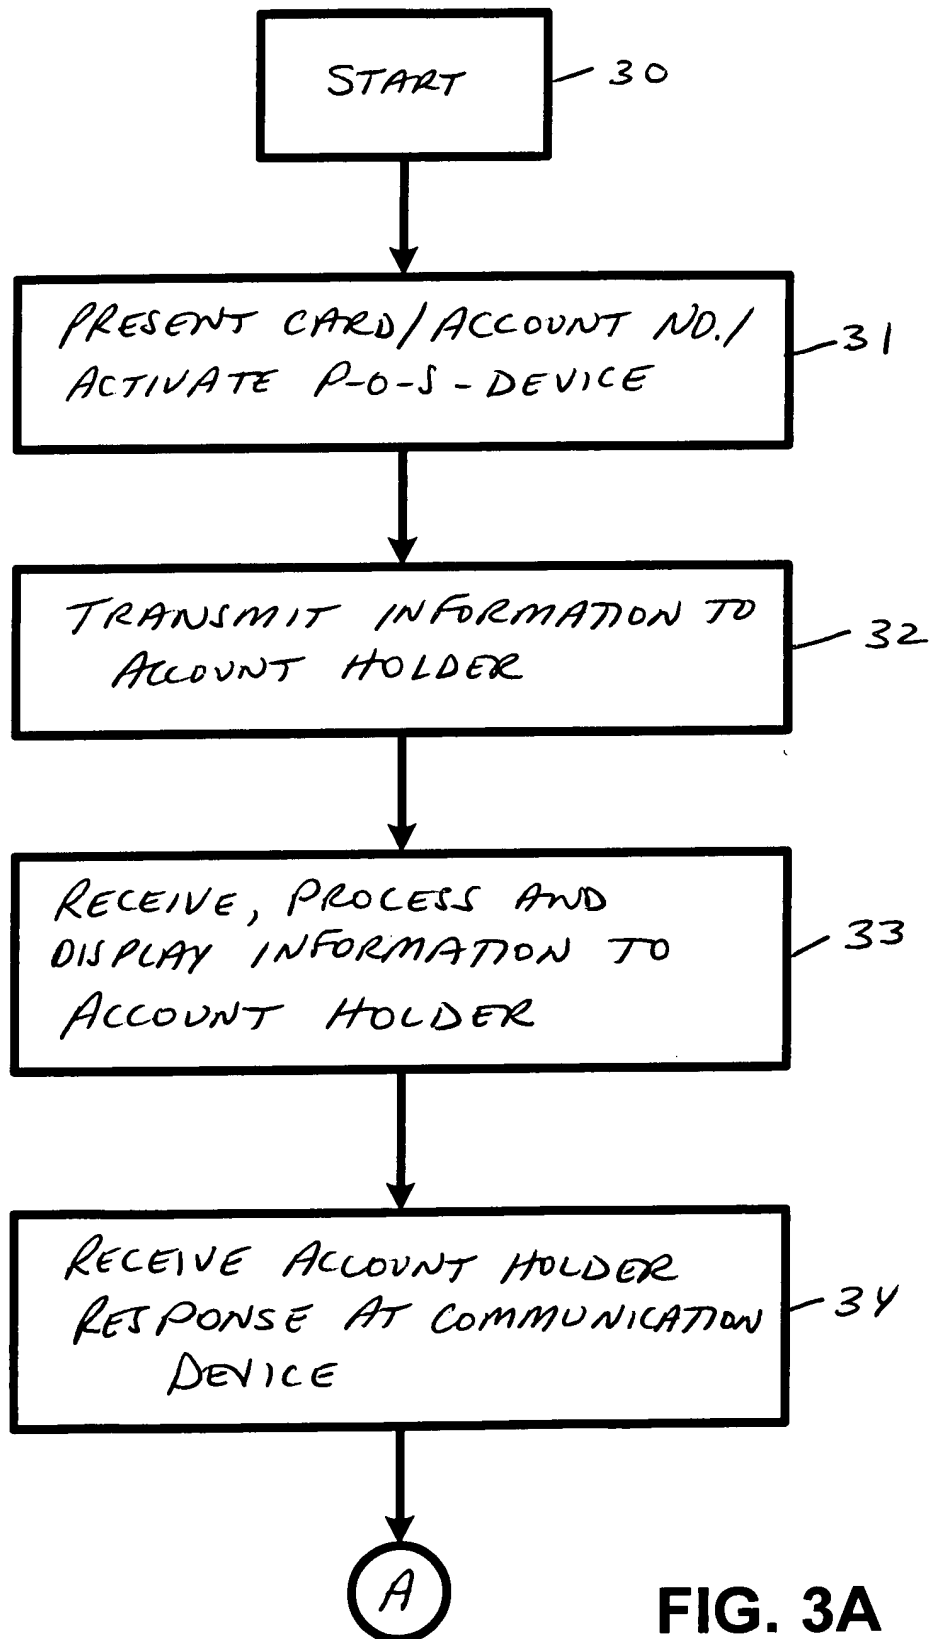 START
30
PRESENT CARD/ACCOUNT NO./
ACTIVATE P-O-S-DEVICE
31
TRANSMIT INFORMATION TO
ACCOUNT HOLDER
32
RECEIVE, PROCESS AND
DISPLAY INFORMATION TO
ACCOUNT HOLDER
33
RECEIVE ACCOUNT HOLDER
RESPONSE AT COMMUNICATION
DEVICE
34
A
FIG. 3A